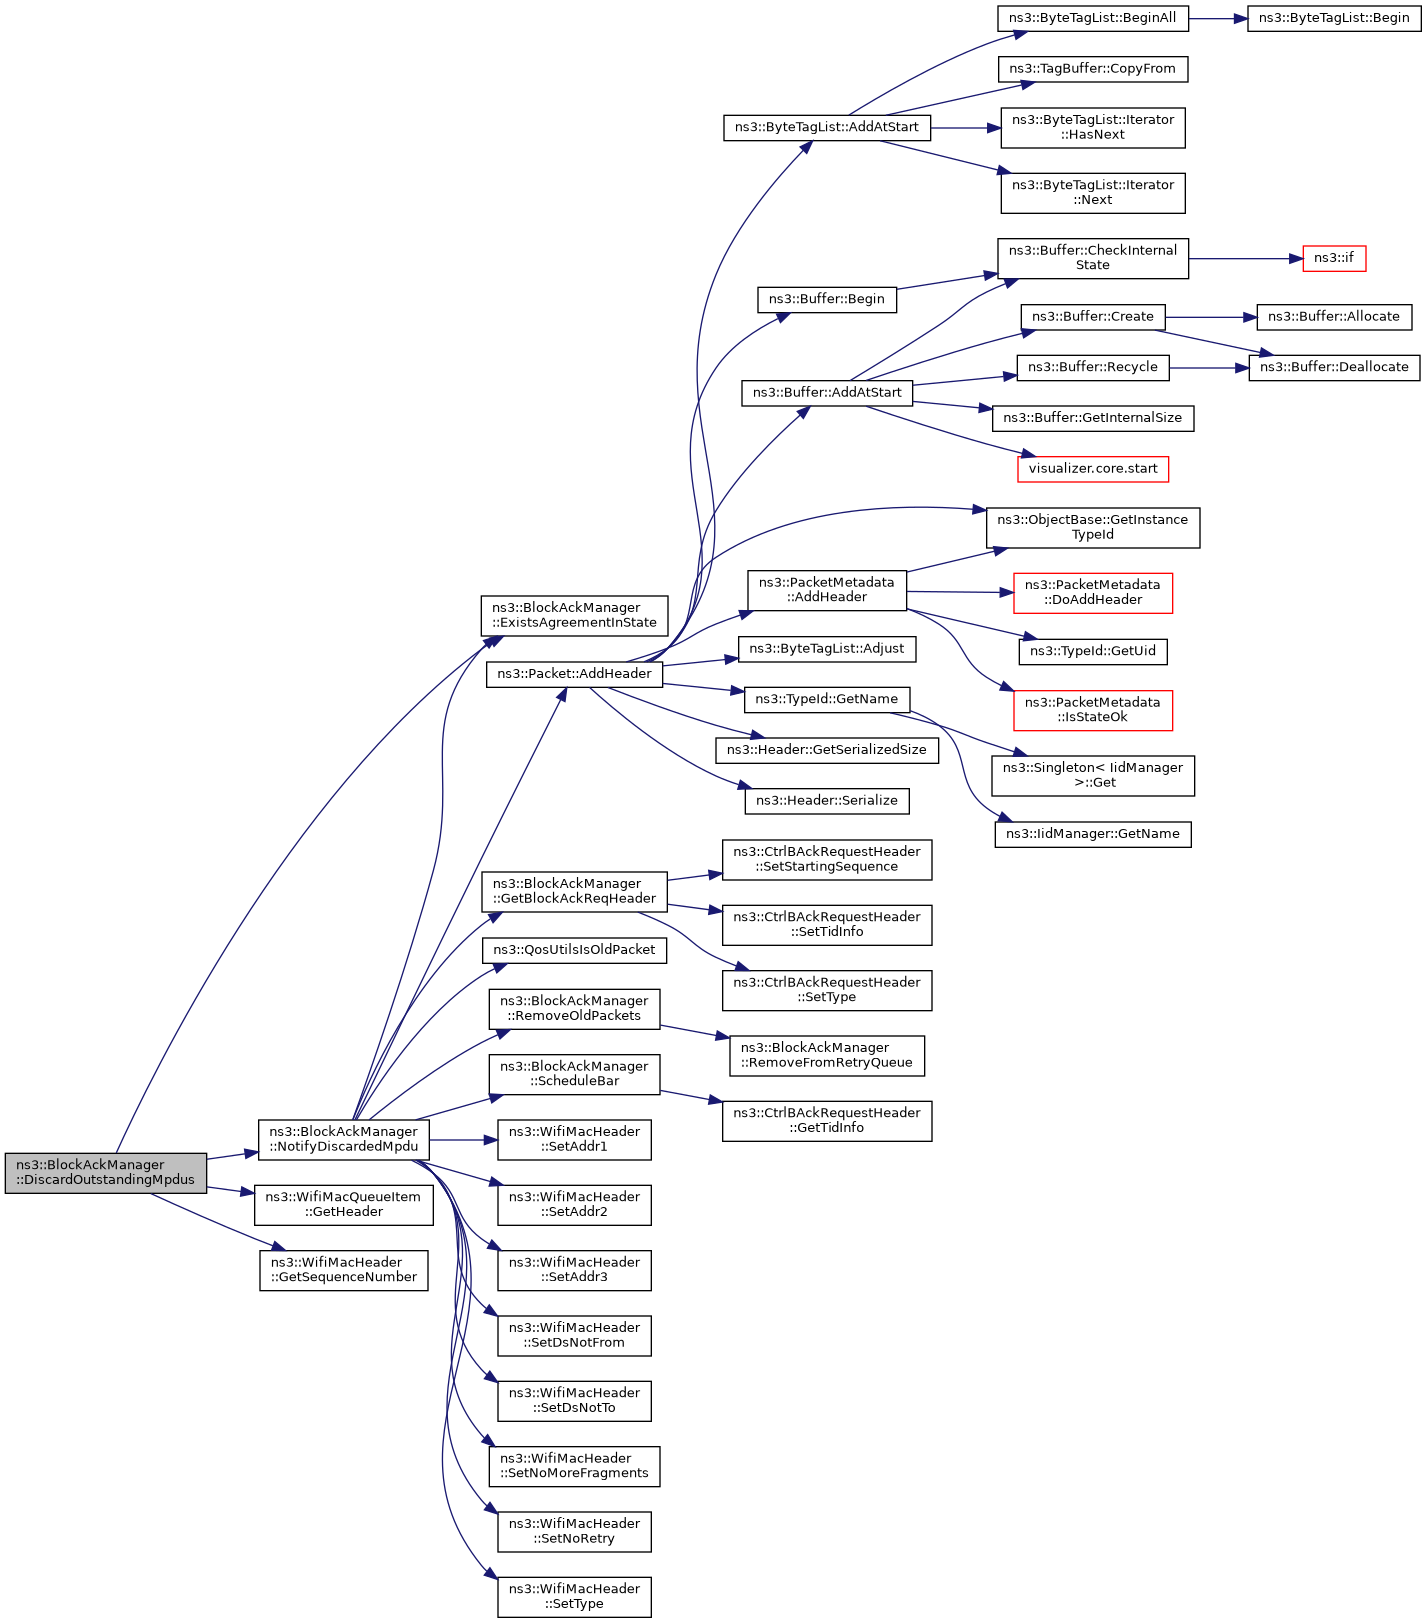 ns3::ByteTagList::BeginAll
ns3::ByteTagList::Begin
ns3::TagBuffer::CopyFrom
ns3::ByteTagList::AddAtStart
ns3::ByteTagList::Iterator
::HasNext
ns3::ByteTagList::Iterator
::Next
ns3::Buffer::CheckInternal
State
ns3::if
ns3::Buffer::Begin
ns3::Buffer::Create
ns3::Buffer::Allocate
ns3::Buffer::Recycle
ns3::Buffer::Deallocate
ns3::Buffer::AddAtStart
ns3::Buffer::GetInternalSize
visualizer.core.start
ns3::ObjectBase::GetInstance
TypeId
ns3::PacketMetadata
::AddHeader
ns3::PacketMetadata
::DoAddHeader
ns3::BlockAckManager
::ExistsAgreementInState
ns3::ByteTagList::Adjust
ns3::TypeId::GetUid
ns3::Packet::AddHeader
ns3::TypeId::GetName
ns3::PacketMetadata
::IsStateOk
ns3::Header::GetSerializedSize
ns3::Singleton< IidManager
>::Get
ns3::Header::Serialize
ns3::IidManager::GetName
ns3::CtrlBAckRequestHeader
::SetStartingSequence
ns3::BlockAckManager
::GetBlockAckReqHeader
ns3::CtrlBAckRequestHeader
::SetTidInfo
ns3::QosUtilsIsOldPacket
ns3::CtrlBAckRequestHeader
::SetType
ns3::BlockAckManager
::RemoveOldPackets
ns3::BlockAckManager
::RemoveFromRetryQueue
ns3::BlockAckManager
::ScheduleBar
ns3::CtrlBAckRequestHeader
::GetTidInfo
ns3::BlockAckManager
::NotifyDiscardedMpdu
ns3::WifiMacHeader
::SetAddr1
ns3::BlockAckManager
::DiscardOutstandingMpdus
ns3::WifiMacQueueItem
::GetHeader
ns3::WifiMacHeader
::SetAddr2
ns3::WifiMacHeader
::GetSequenceNumber
ns3::WifiMacHeader
::SetAddr3
ns3::WifiMacHeader
::SetDsNotFrom
ns3::WifiMacHeader
::SetDsNotTo
ns3::WifiMacHeader
::SetNoMoreFragments
ns3::WifiMacHeader
::SetNoRetry
ns3::WifiMacHeader
::SetType